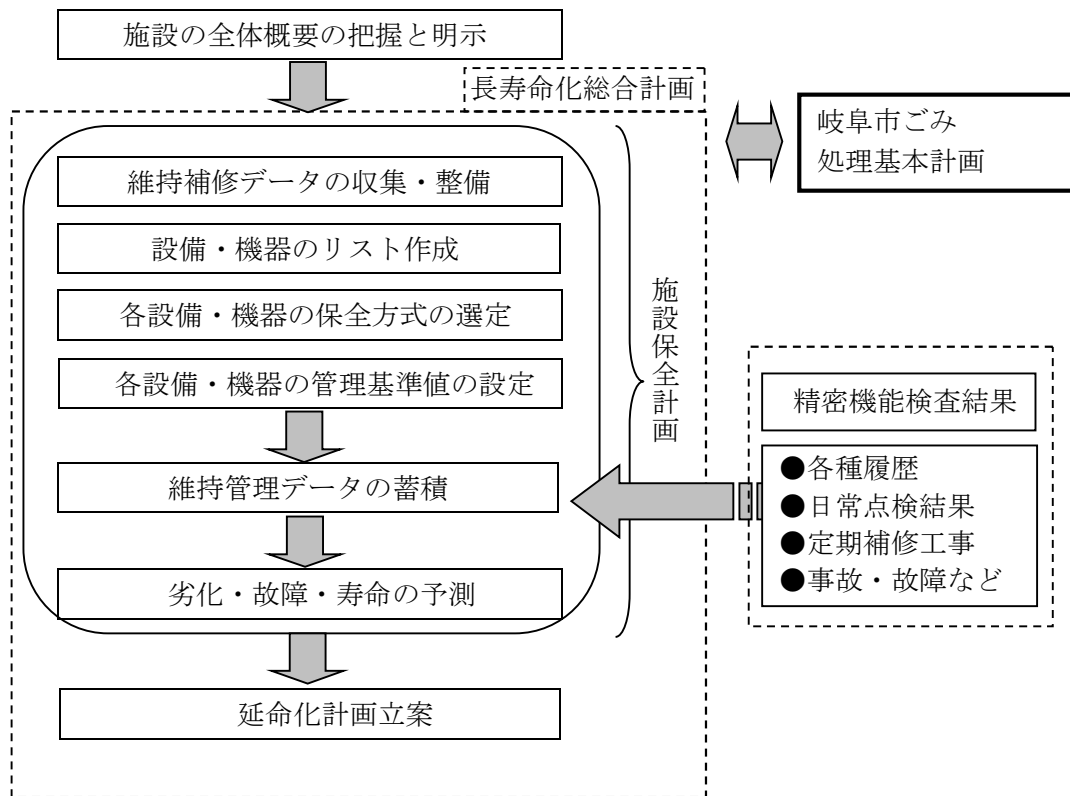 施設の全体概要の把握と明示
長寿命化総合計画
岐阜市ごみ
処理基本計画
維持補修データの収集・整備
設備・機器のリスト作成
各設備・機器の保全方式の選定
各設備・機器の管理基準値の設定
施設保全計画
維持管理データの蓄積
劣化・故障・寿命の予測
延命化計画立案
精密機能検査結果
●各種履歴
●日常点検結果
●定期補修工事
●事故・故障など